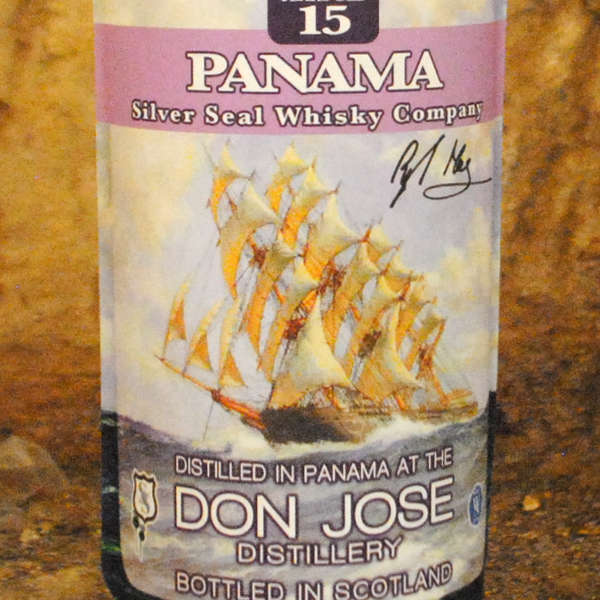 15
PANAMA
Silver Seal Whisky Company
DISTILLED IN PANAMA AT THE
DON JOSE
DISTILLERY
BOTTLED IN SCOTLAND